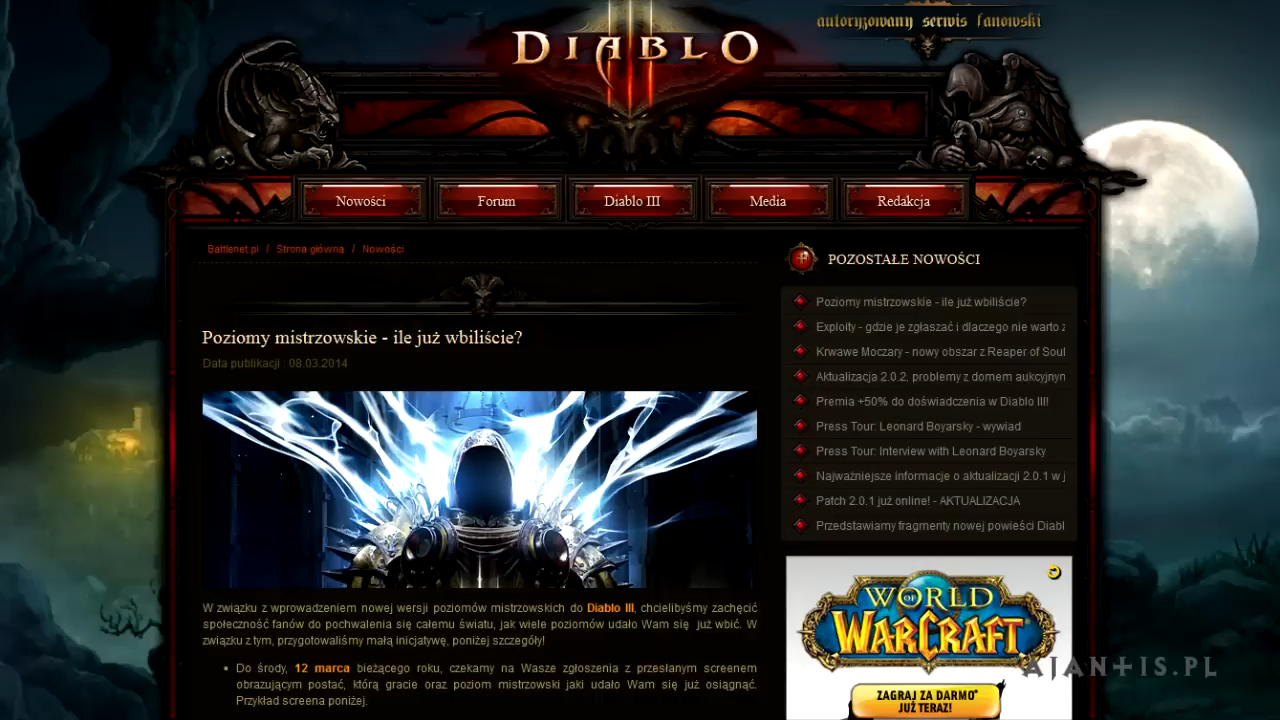 autoryzowany serwis fanowski
DIABLO
III
Nowości
Forum
Diablo III
Media
Redakcja
Battlenet.pl / Strona główna / Nowości
Poziomy mistrzowskie - ile już wbiliście?
Data publikacji : 08.03.2014
W związku z wprowadzeniem nowej wersji poziomów mistrzowskich do Diablo III, chcielibyśmy zachęcić
społeczność fanów do pochwalenia się całemu światu, jak wiele poziomów udało Wam się już wbić. W
związku z tym, przygotowaliśmy małą inicjatywę, poniżej szczegóły!
• Do środy, 12 marca bieżącego roku, czekamy na Wasze zgłoszenia z przesłanym screenem
obrazującym postać, którą gracie oraz poziom mistrzowski jaki udało Wam się już osiągnąć.
Przykład screena poniżej.
POZOSTAŁE NOWOŚCI
Poziomy mistrzowskie - ile już wbiliście?
Exploity - gdzie je zgłaszać i dlaczego nie warto z
Krwawe Moczary - nowy obszar z Reaper of Soul
Aktualizacja 2.0.2, problemy z domem aukcyjnyn
Premia +50% do doświadczenia w Diablo III!
Press Tour: Leonard Boyarsky - wywiad
Press Tour: Interview with Leonard Boyarsky
Najważniejsze informacje o aktualizacji 2.0.1 w j
Patch 2.0.1 już online! - AKTUALIZACJA
Przedstawiamy fragmenty nowej powieści Diabl
WORLD
OF
WARCRAFT
AJANTIS.PL
ZAGRAJ ZA DARMO*
JUŻ TERAZ!